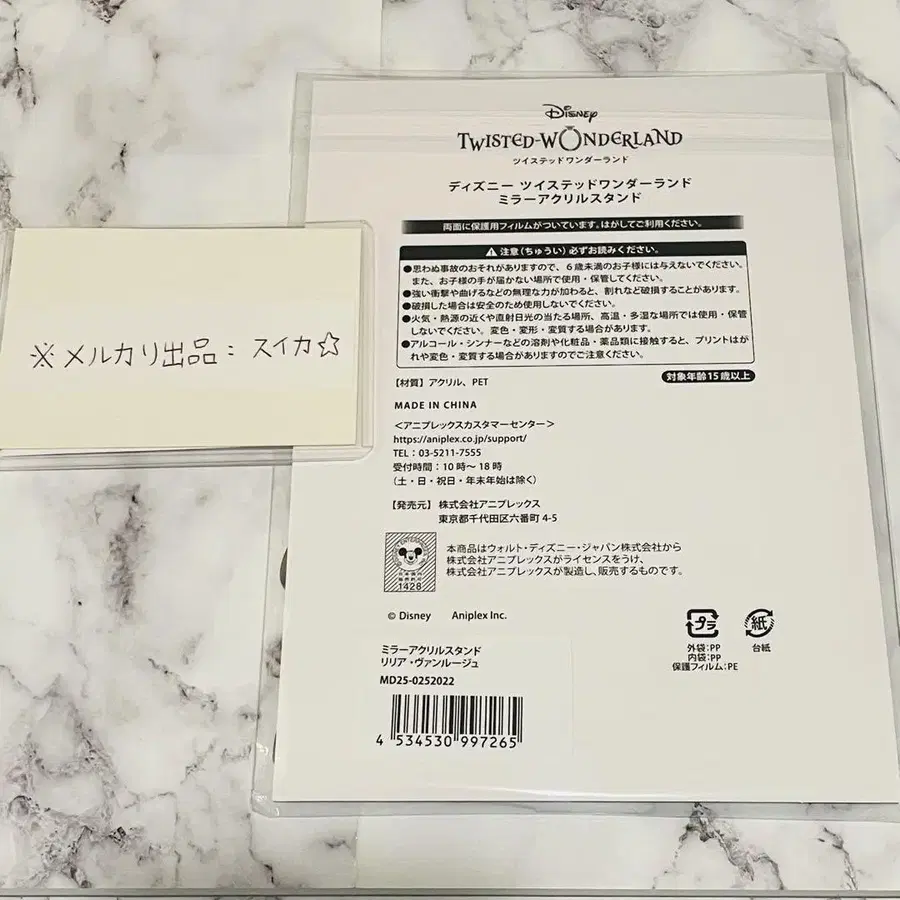 ※メルカリ出品：スイカ☆
Disney
TWISTED-WONDERLAND
ツイステッドワンダーランド
ディズニー ツイステッドワンダーランド
ミラーアクリルスタンド
両面に保護用フィルムがついています。はがしてご利用ください。
注意（ちゅうい）必ずお読みください。
●思わぬ事故のおそれがありますので、６歳未満のお子様には与えないでください。
また、お子様の手が届かない場所で使用・保管してください。
●強い衝撃や曲げるなどの無理な力が加わると、割れなど破損することがあります。
●破損した場合は安全のため使用しないでください。
●火気・熱源の近くや直射日光の当たる場所、高温・多湿な場所では使用・保管
しないでください。変色・変形・変質する場合があります。
●アルコール・シンナーなどの溶剤や化粧品・薬品類に接触すると、プリントはが
れや変色・変質する場合がありますのでご注意ください。
【材質】アクリル、PET
対象年齢15歳以上
MADE IN CHINA
＜アニプレックスカスタマーセンター＞
https://aniplex.co.jp/support/
TEL：03-5211-7555
受付時間：10時～18時
（土・日・祝日・年末年始は除く）
【発売元】株式会社アニプレックス
東京都千代田区六番町4-5
1428
本商品はウォルト・ディズニー・ジャパン株式会社から
株式会社アニプレックスがライセンスをうけ、
株式会社アニプレックスが製造し、販売するものです。
© Disney Aniplex Inc.
プラ
紙
外袋：PP
内袋：PP
保護フィルム：PE
台紙
ミラーアクリルスタンド
リリア・ヴァンルージュ
MD25-0252022
4 534530 997265